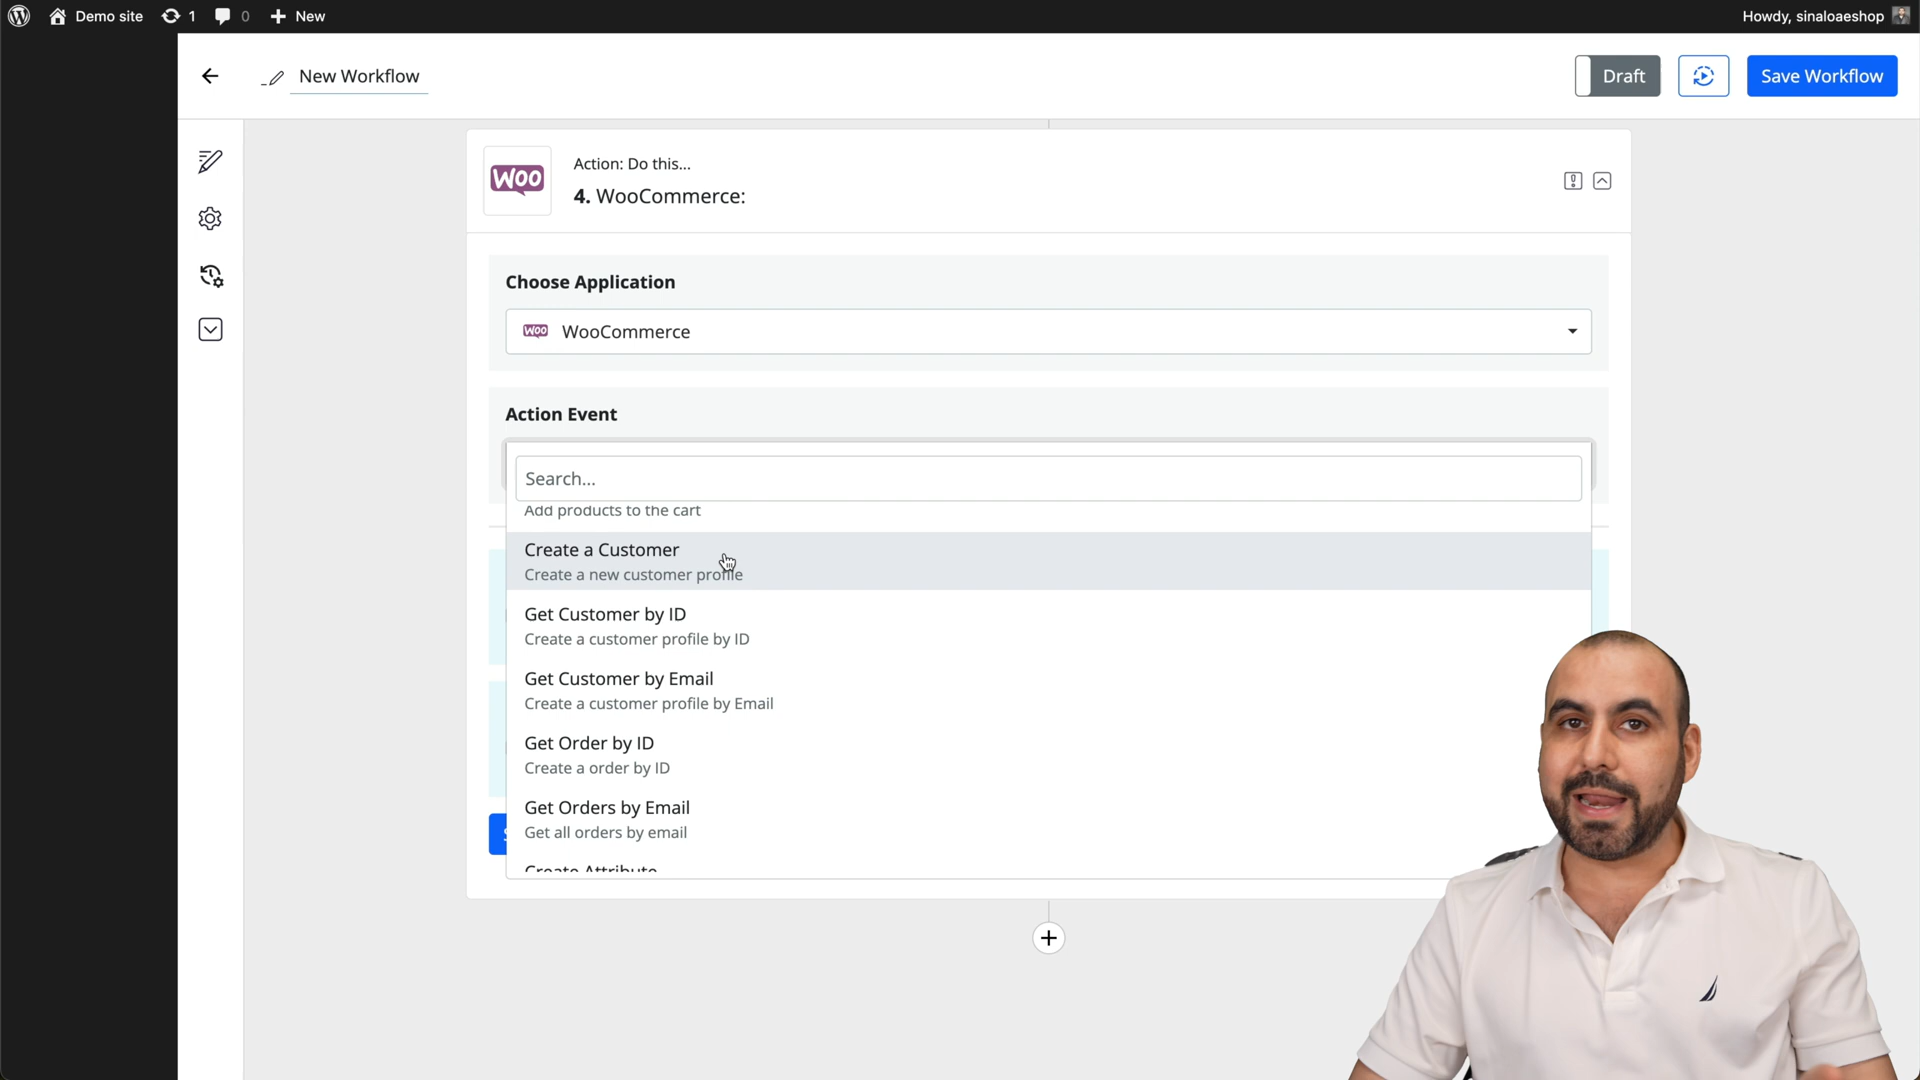 Demo site
1
0
New
Howdy, sinaloaeshop
New Workflow
Draft
Save Workflow
WOO
Action: Do this...
4. WooCommerce:
Choose Application
WOO WooCommerce
Action Event
Search...
Add products to the cart
Create a Customer
Create a new customer profile
Get Customer by ID
Create a customer profile by ID
Get Customer by Email
Create a customer profile by Email
Get Order by ID
Create a order by ID
Get Orders by Email
Get all orders by email
Create Attribute